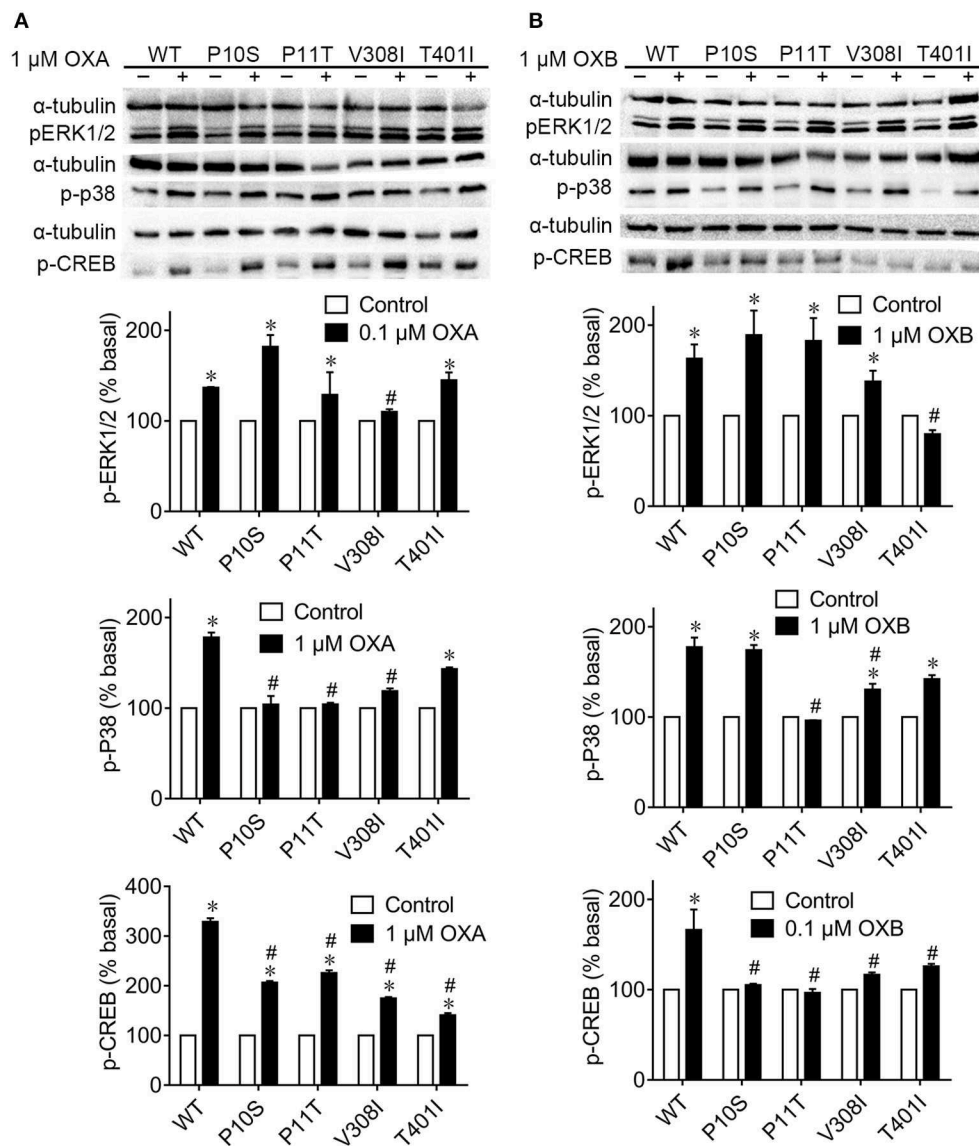 A
WT P10S P11T V308I T401I
1 μM OXA
− + − + − + − + − +
α-tubulin
pERK1/2
α-tubulin
p-p38
α-tubulin
p-CREB
Control
0.1 μM OXA
p-ERK1/2 (% basal)
200
100
0
* * * # *
WT P10S P11T V308I T401I
Control
1 μM OXA
p-P38 (% basal)
200
100
0
* # # # *
WT P10S P11T V308I T401I
Control
1 μM OXA
p-CREB (% basal)
400
300
200
100
0
# # # #
* * * * *
WT P10S P11T V308I T401I
B
WT P10S P11T V308I T401I
1 μM OXB
− + − + − + − + − +
α-tubulin
pERK1/2
α-tubulin
p-p38
α-tubulin
p-CREB
Control
1 μM OXB
p-ERK1/2 (% basal)
200
100
0
* * * * #
WT P10S P11T V308I T401I
Control
1 μM OXB
p-P38 (% basal)
200
100
0
#
* * # * *
WT P10S P11T V308I T401I
Control
0.1 μM OXB
p-CREB (% basal)
200
100
0
* # # # #
WT P10S P11T V308I T401I